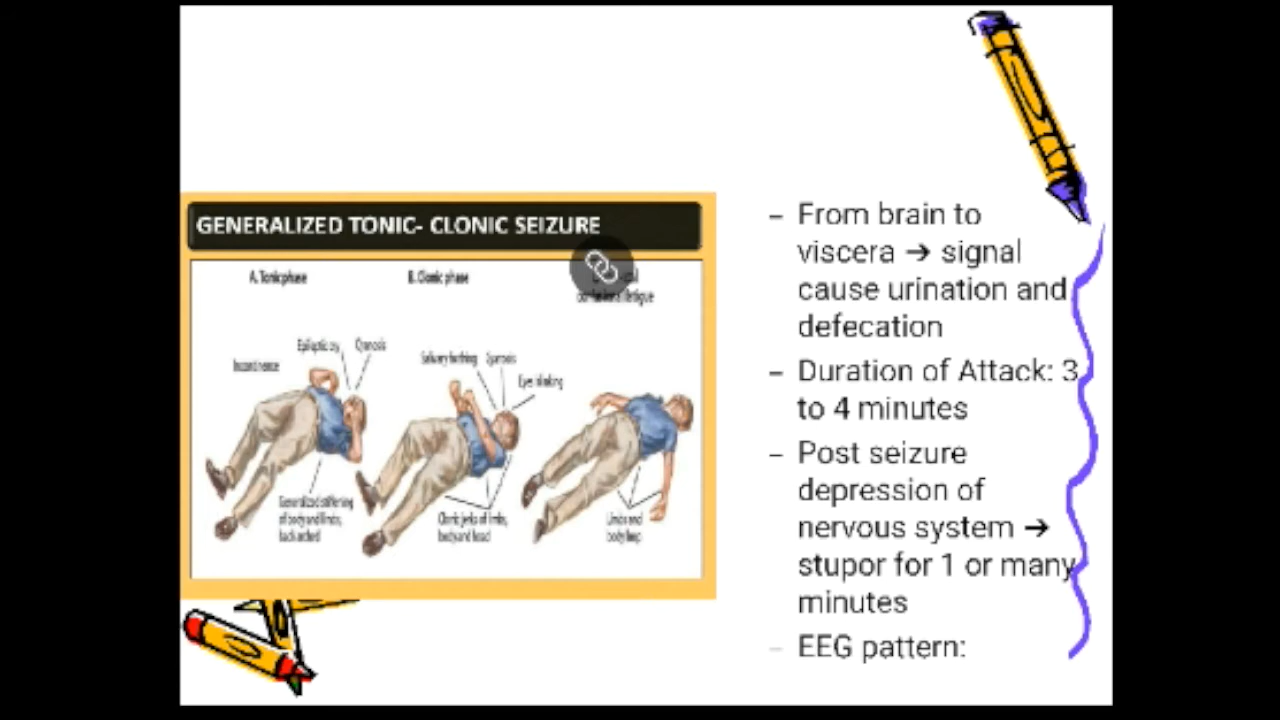 GENERALIZED TONIC- CLONIC SEIZURE
A. Tonic phase
B. Clonic phase
fatigue
Epileptic cry
Cyanosis
Incontinence
Salivary frothing
Eye blinking
Generalized stiffening
of body and limbs,
back arched
Clonic jerks of limbs,
body and head
Limbs and
body limp
– From brain to
viscera → signal
cause urination and
defecation
– Duration of Attack: 3
to 4 minutes
– Post seizure
depression of
nervous system →
stupor for 1 or many
minutes
– EEG pattern: